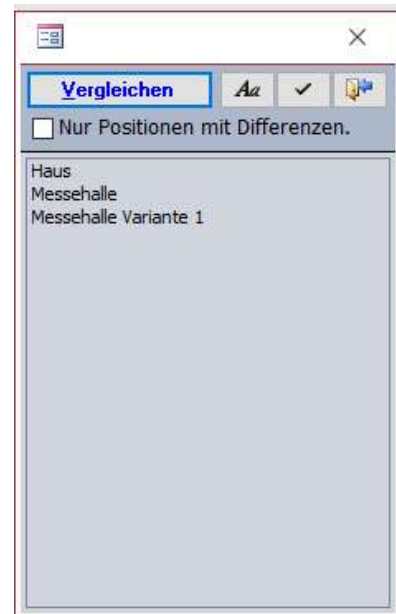 Vergleichen Aa
Nur Positionen mit Differenzen.
Haus
Messehalle
Messehalle Variante 1